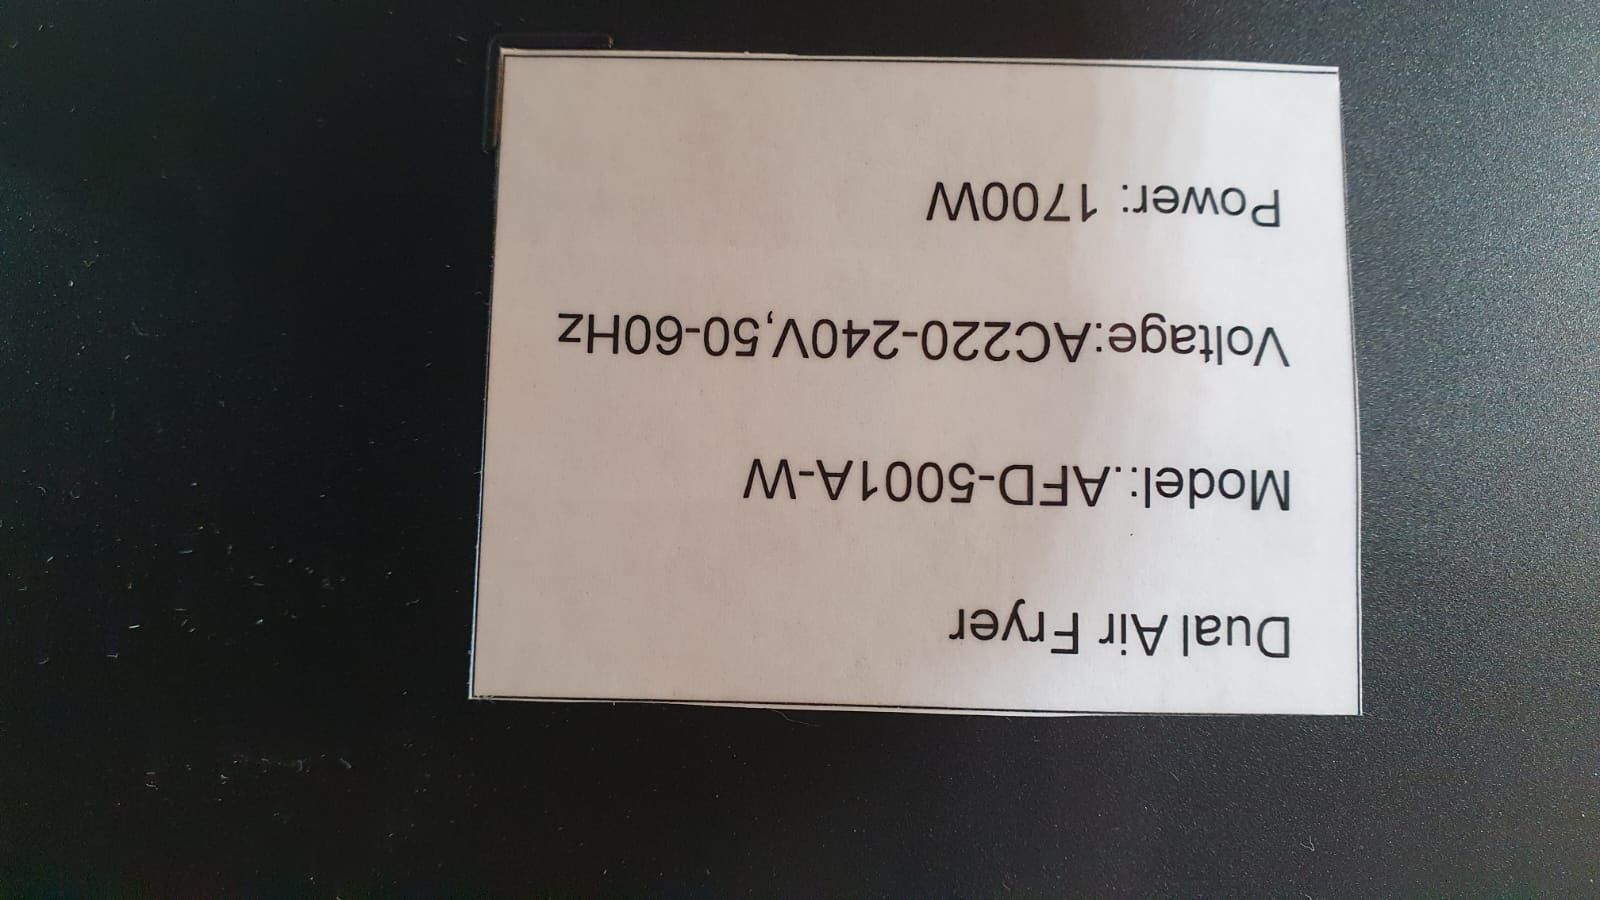 Dual Air Fryer
Model:.AFD-5001A-W
Voltage:AC220-240V,50-60Hz
Power: 1700W